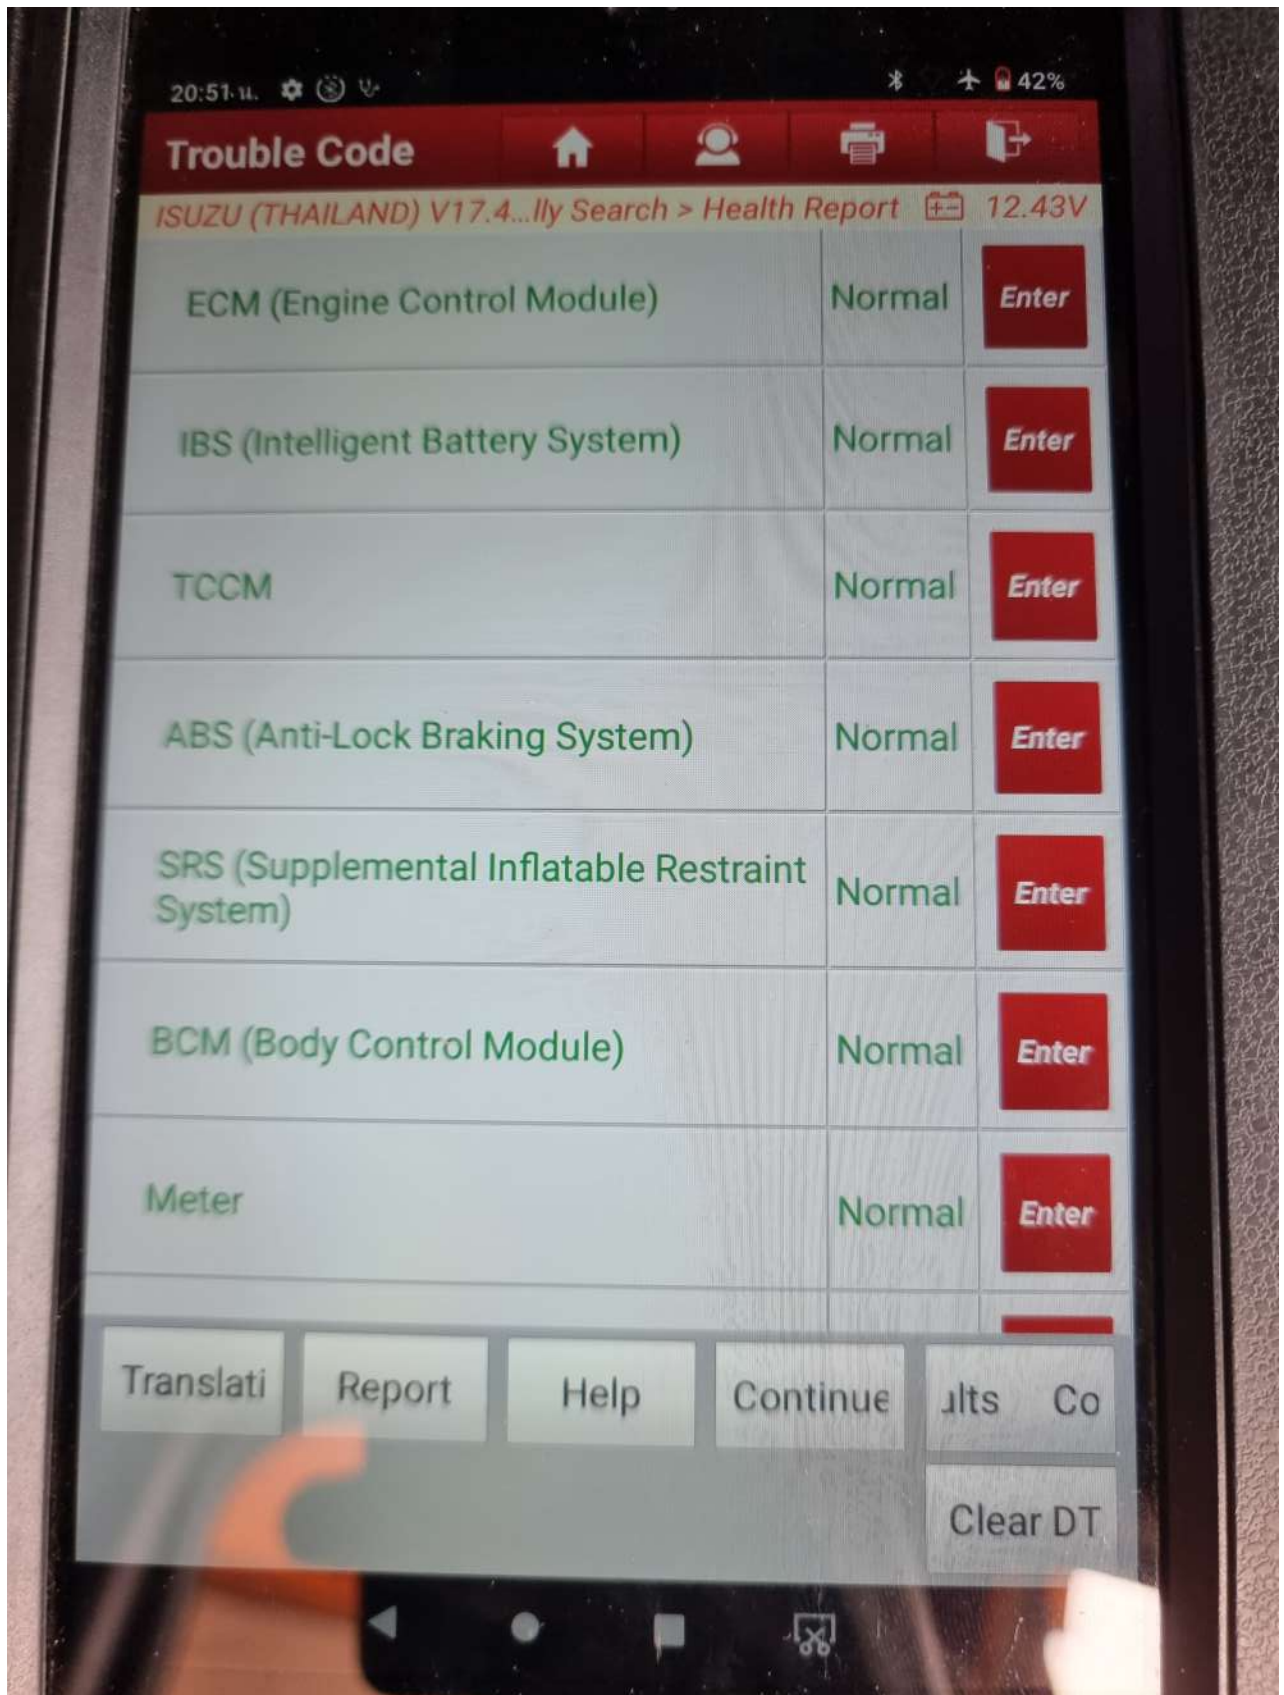 20:51 น. 42%
Trouble Code
ISUZU (THAILAND) V17.4...lly Search > Health Report 12.43V
ECM (Engine Control Module) Normal Enter
IBS (Intelligent Battery System) Normal Enter
TCCM Normal Enter
ABS (Anti-Lock Braking System) Normal Enter
SRS (Supplemental Inflatable Restraint
System) Normal Enter
BCM (Body Control Module) Normal Enter
Meter Normal Enter
Translati Report Help Continue ults Co
Clear DT